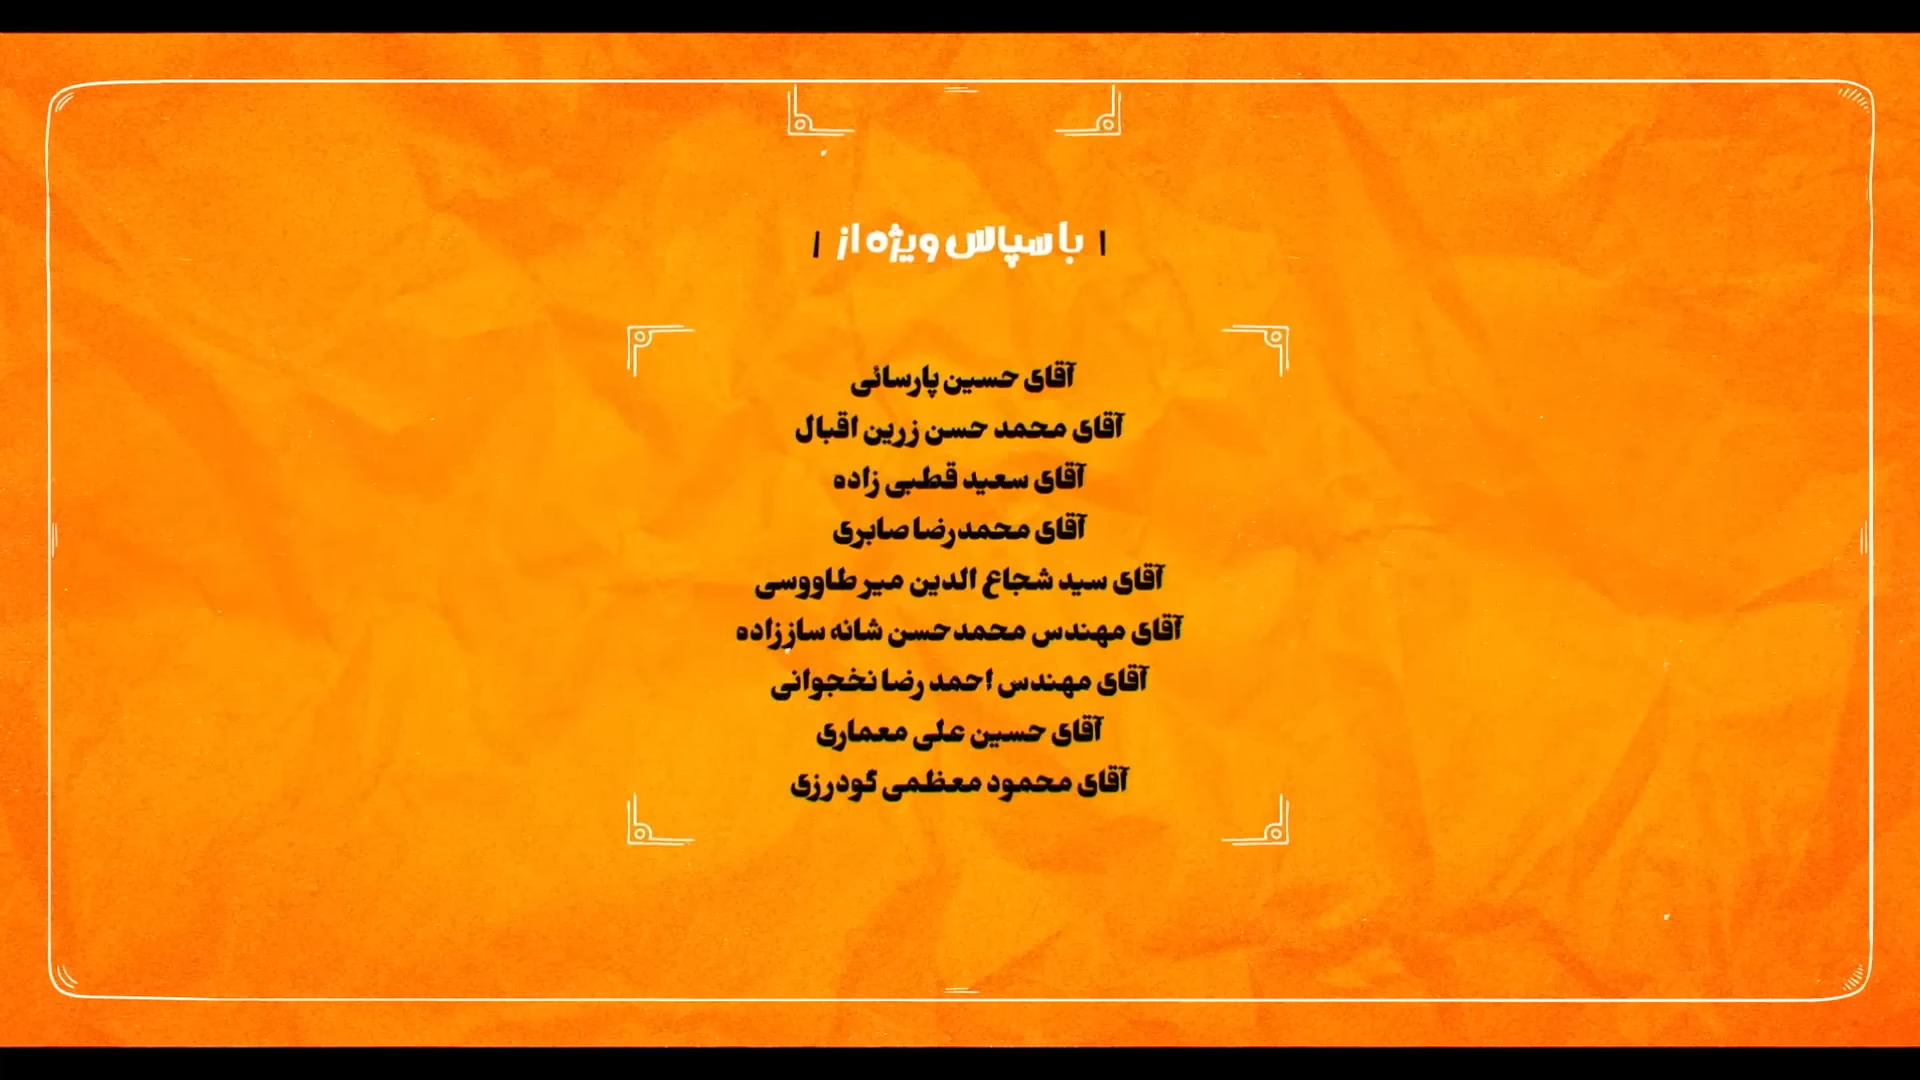 با سپاس ویژه از
آقای حسین پارسائی
آقای محمد حسن زرین اقبال
آقای سعید قطبی زاده
آقای محمدرضا صابری
آقای سید شجاع الدین میر طاووسی
آقای مهندس محمدحسن شانه ساززاده
آقای مهندس احمد رضا نخجوانی
آقای حسین علی معماری
آقای محمود معظمی گودرزی